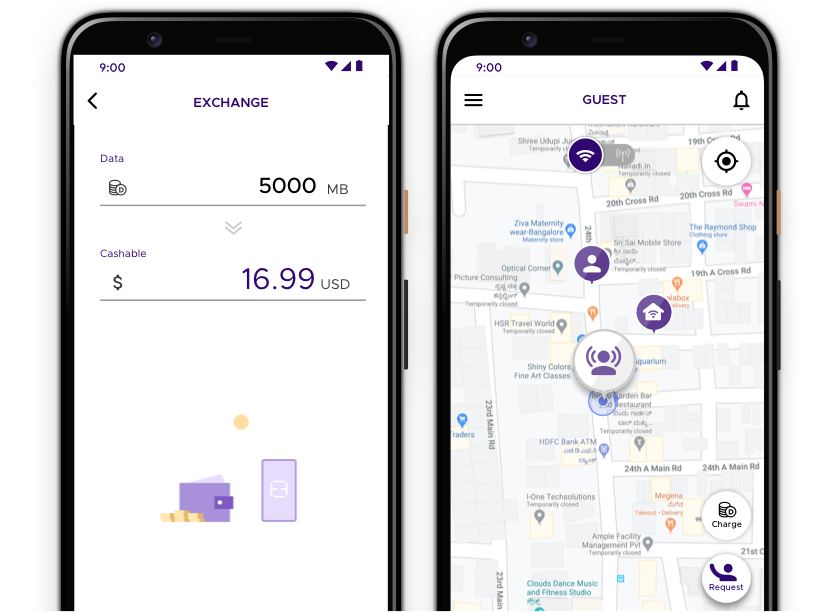 9:00
EXCHANGE
Data
5000 MB
Cashable
$ 16.99 USD
9:00
GUEST
Shree Udupi
Temporarily closed
19th Cross Rd
Navadi In
Temporarily closed
20th Cross Rd
20th Cross Rd
Swami N
Ziva Maternity
wear-Bangalore
Maternity store
24th
The Raymond Shop
Clothing store
Sri Sai Mobile Store
Temporarily closed
Optical Corner
19th A Cross Rd
Picture Consulting
Temporarily closed
labox
delivery
HSR Travel World
Temporarily closed
Shiny Colors
Fine Art Classes
quarium
Garden Bar
Restaurant
Temporarily closed
23rd Main Rd
Traders
HDFC Bank ATM
24th A Main Rd
24th A Main Rd
I-One Techsolutions
Temporarily closed
Megena
Takeout • Delivery
Charge
Ample Facility
Management Pvt
Temporarily closed
21st C
23rd Main
Clouds Dance Music
and Fitness Studio
Request